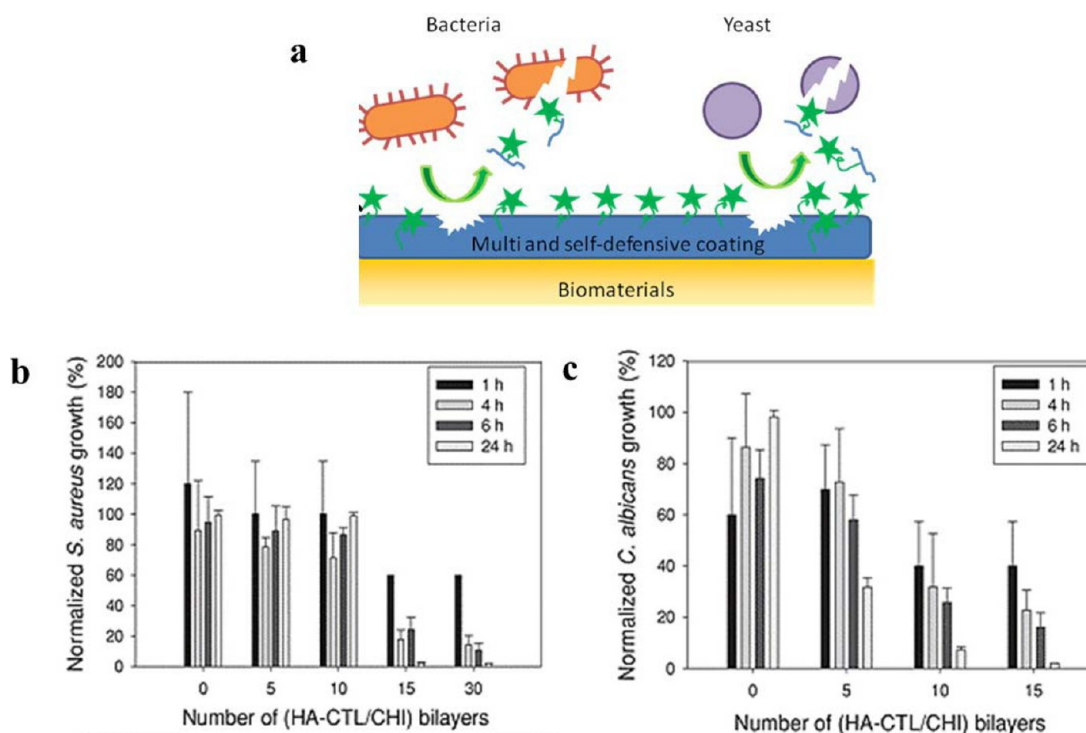 a
Bacteria
Yeast
Multi and self-defensive coating
Biomaterials
b
Normalized S. aureus growth (%)
200
180
160
140
120
100
80
60
40
20
0
1 h
4 h
6 h
24 h
0 5 10 15 30
Number of (HA-CTL/CHI) bilayers
c
Normalized C. albicans growth (%)
120
100
80
60
40
20
0
1 h
4 h
6 h
24 h
0 5 10 15
Number of (HA-CTL/CHI) bilayers